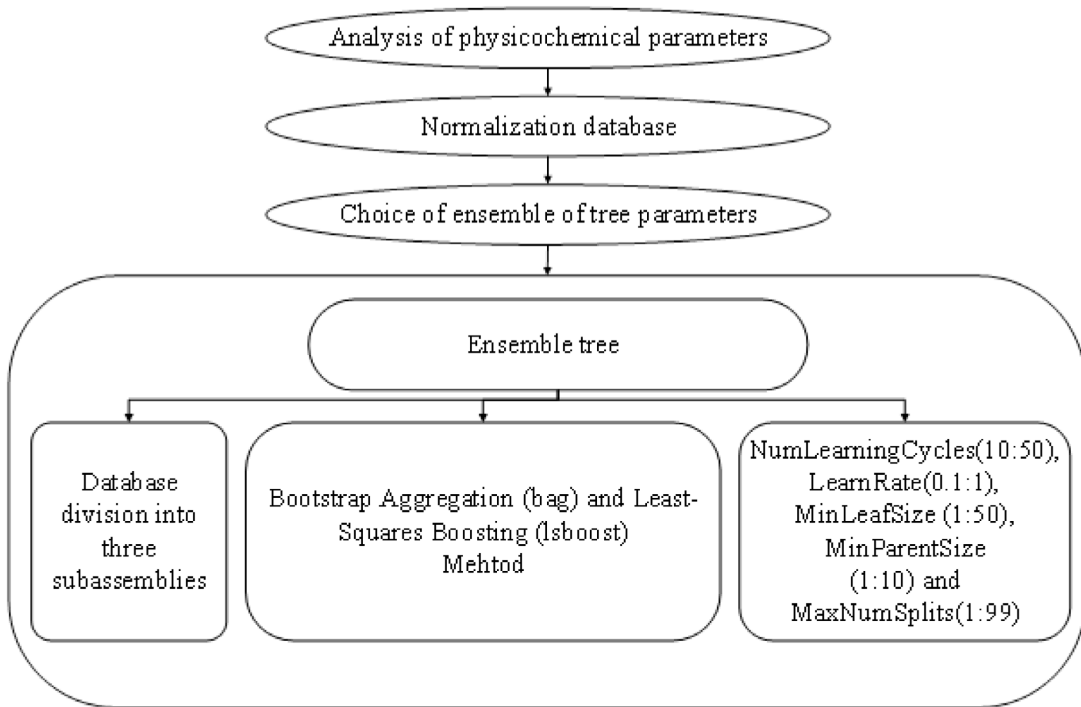 Analysis of physicochemical parameters
Normalization database
Choice of ensemble of tree parameters
Ensemble tree
Database
division into
three
subassemblies
Bootstrap Aggregation (bag) and Least-
Squares Boosting (lsboost)
Mehtod
NumLearningCycles(10:50),
LearnRate(0.1:1),
MinLeafSize (1:50),
MinParentSize
(1:10) and
MaxNumSplits(1:99)